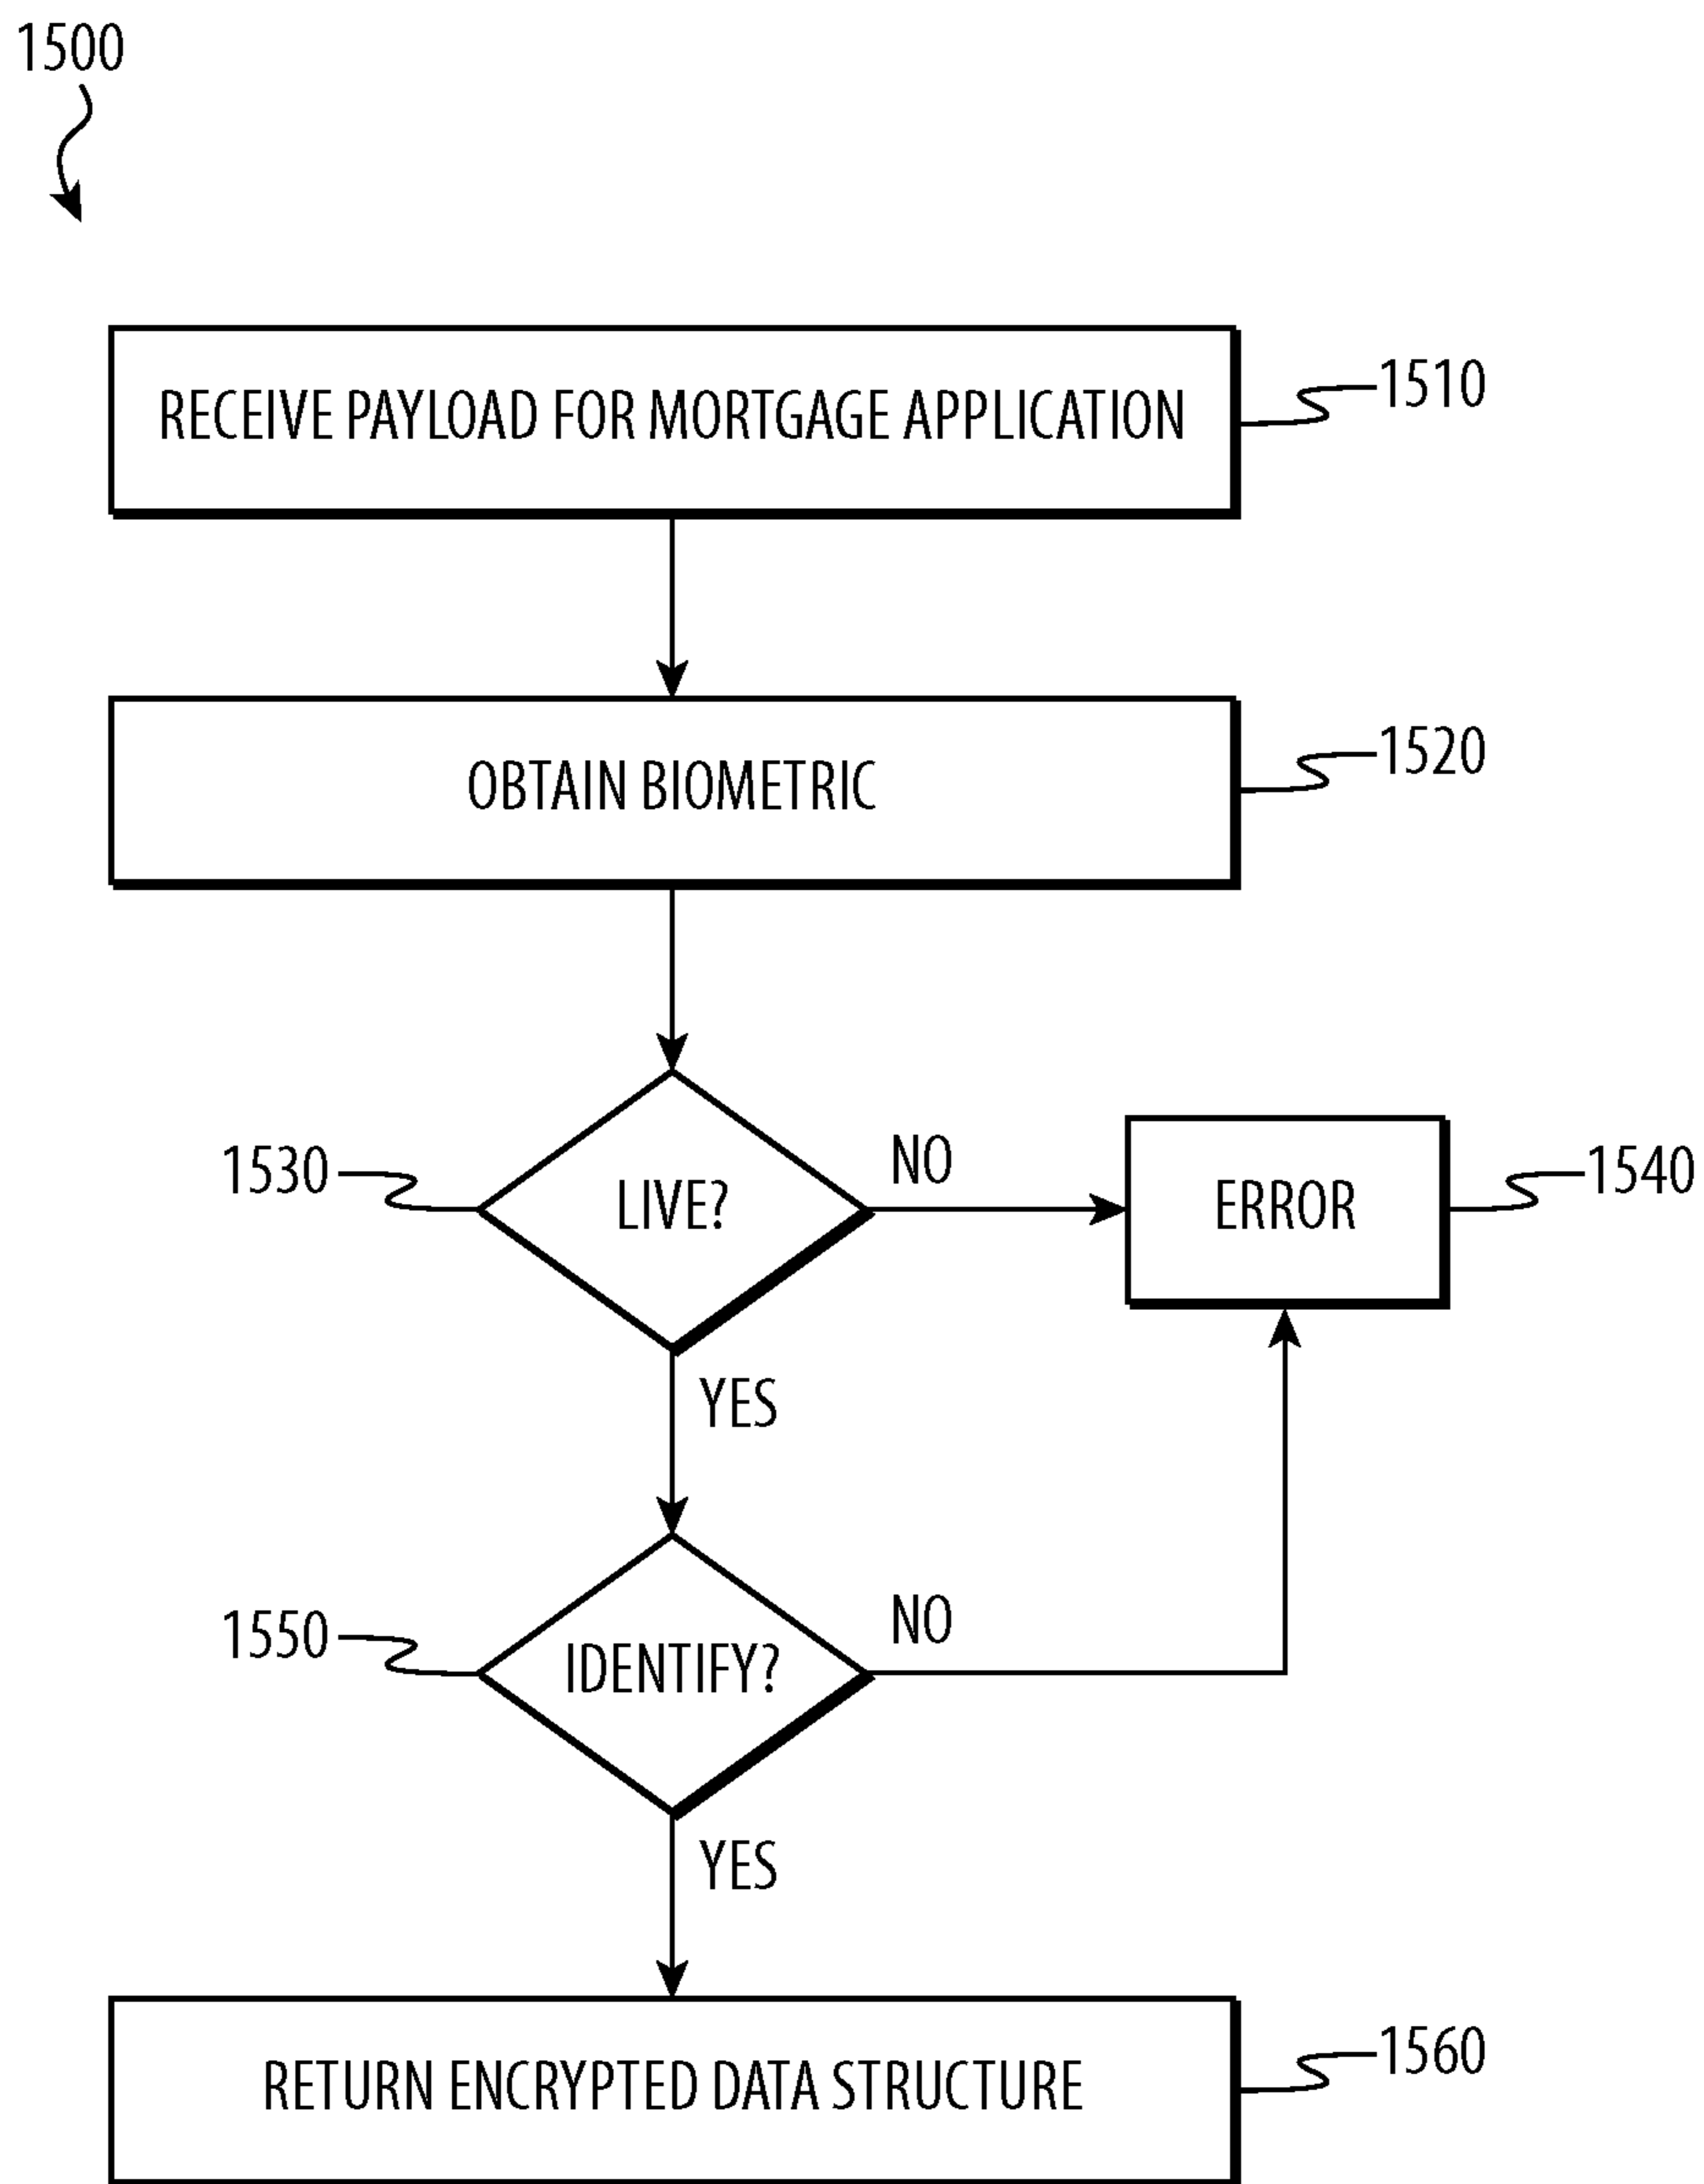 1500
RECEIVE PAYLOAD FOR MORTGAGE APPLICATION
1510
OBTAIN BIOMETRIC
1520
1530
LIVE?
NO
ERROR
1540
YES
1550
IDENTIFY?
NO
YES
RETURN ENCRYPTED DATA STRUCTURE
1560